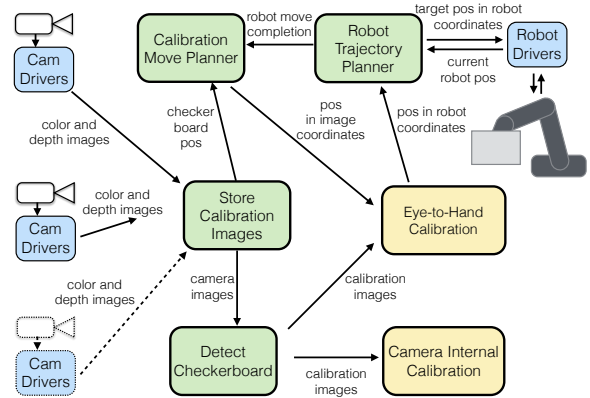 Cam
Drivers
Calibration
Move Planner
robot move
completion
Robot
Trajectory
Planner
target pos in robot
coordinates
current
robot pos
Robot
Drivers
color and
depth images
checker
board
pos
pos
in image
coordinates
pos in robot
coordinates
Cam
Drivers
color and
depth images
Store
Calibration
Images
Eye-to-Hand
Calibration
color and
depth images
camera
images
calibration
images
Cam
Drivers
Detect
Checkerboard
calibration
images
Camera Internal
Calibration